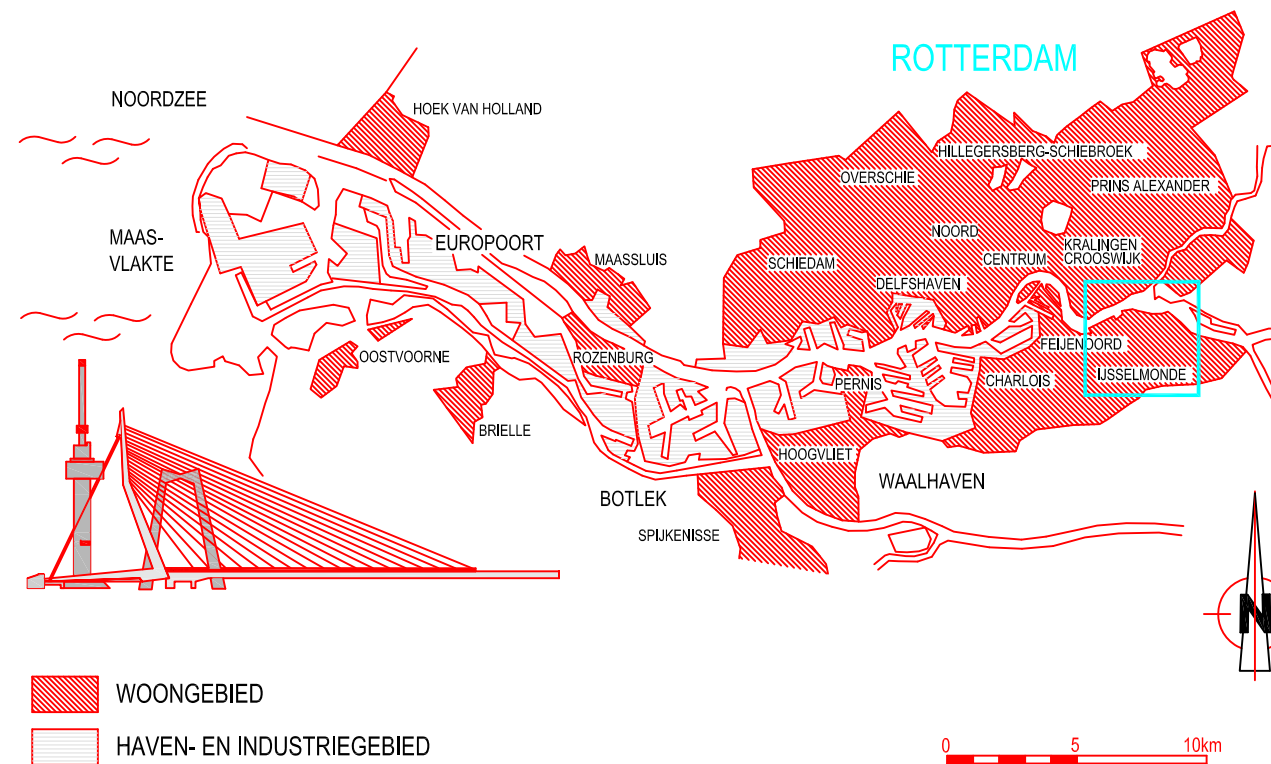 ROTTERDAM
NOORDZEE
HOEK VAN HOLLAND
HILLEGERSBERG-SCHIEBROEK
OVERSCHIE
PRINS ALEXANDER
MAAS-
VLAKTE
EUROPOORT
NOORD
MAASSLUIS
SCHIEDAM
CENTRUM
KRALINGEN
CROOSWIJK
DELFSHAVEN
OOSTVOORNE
ROZENBURG
FEIJENOORD
PERNIS
CHARLOIS
IJSSELMONDE
BRIELLE
HOOGVLIET
WAALHAVEN
BOTLEK
SPIJKENISSE
N
WOONGEBIED
HAVEN- EN INDUSTRIEGEBIED
0 5 10km